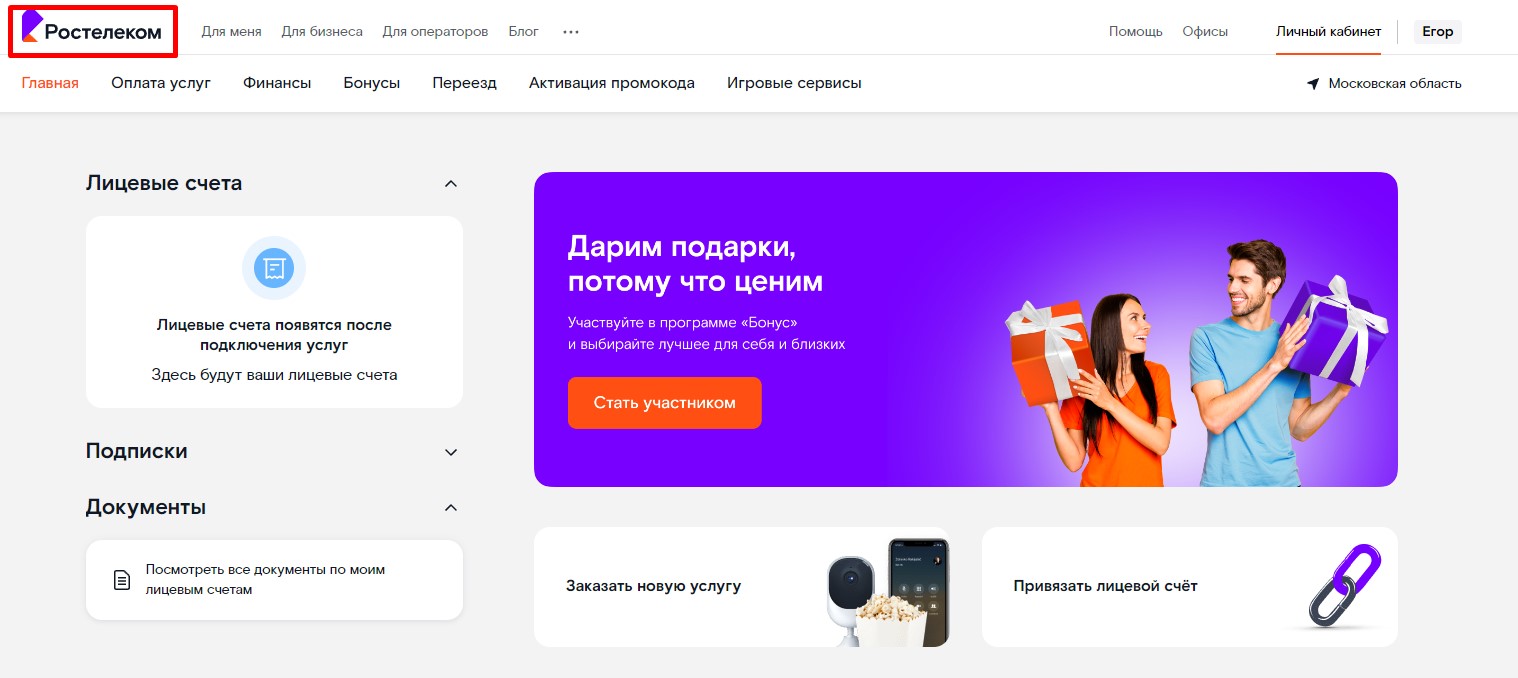 Ростелеком
Для меня
Для бизнеса
Для операторов
Блог
Помощь
Офисы
Личный кабинет
Егор
Главная
Оплата услуг
Финансы
Бонусы
Переезд
Активация промокода
Игровые сервисы
Московская область
Лицевые счета
Лицевые счета появятся после
подключения услуг
Здесь будут ваши лицевые счета
Подписки
Документы
Посмотреть все документы по моим
лицевым счетам
Дарим подарки,
потому что ценим
Участвуйте в программе «Бонус»
и выбирайте лучшее для себя и близких
Стать участником
Заказать новую услугу
Привязать лицевой счёт